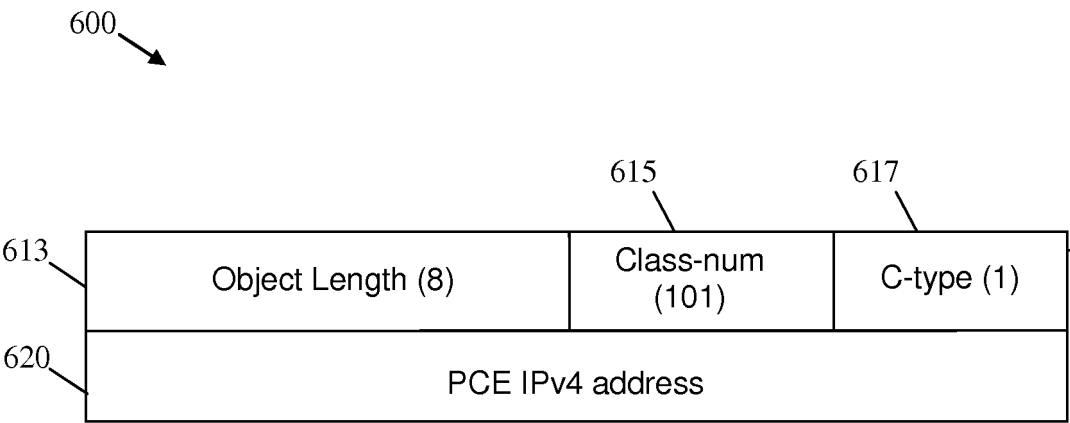 600
615
617
613
Object Length (8)
Class-num
(101)
C-type (1)
620
PCE IPv4 address